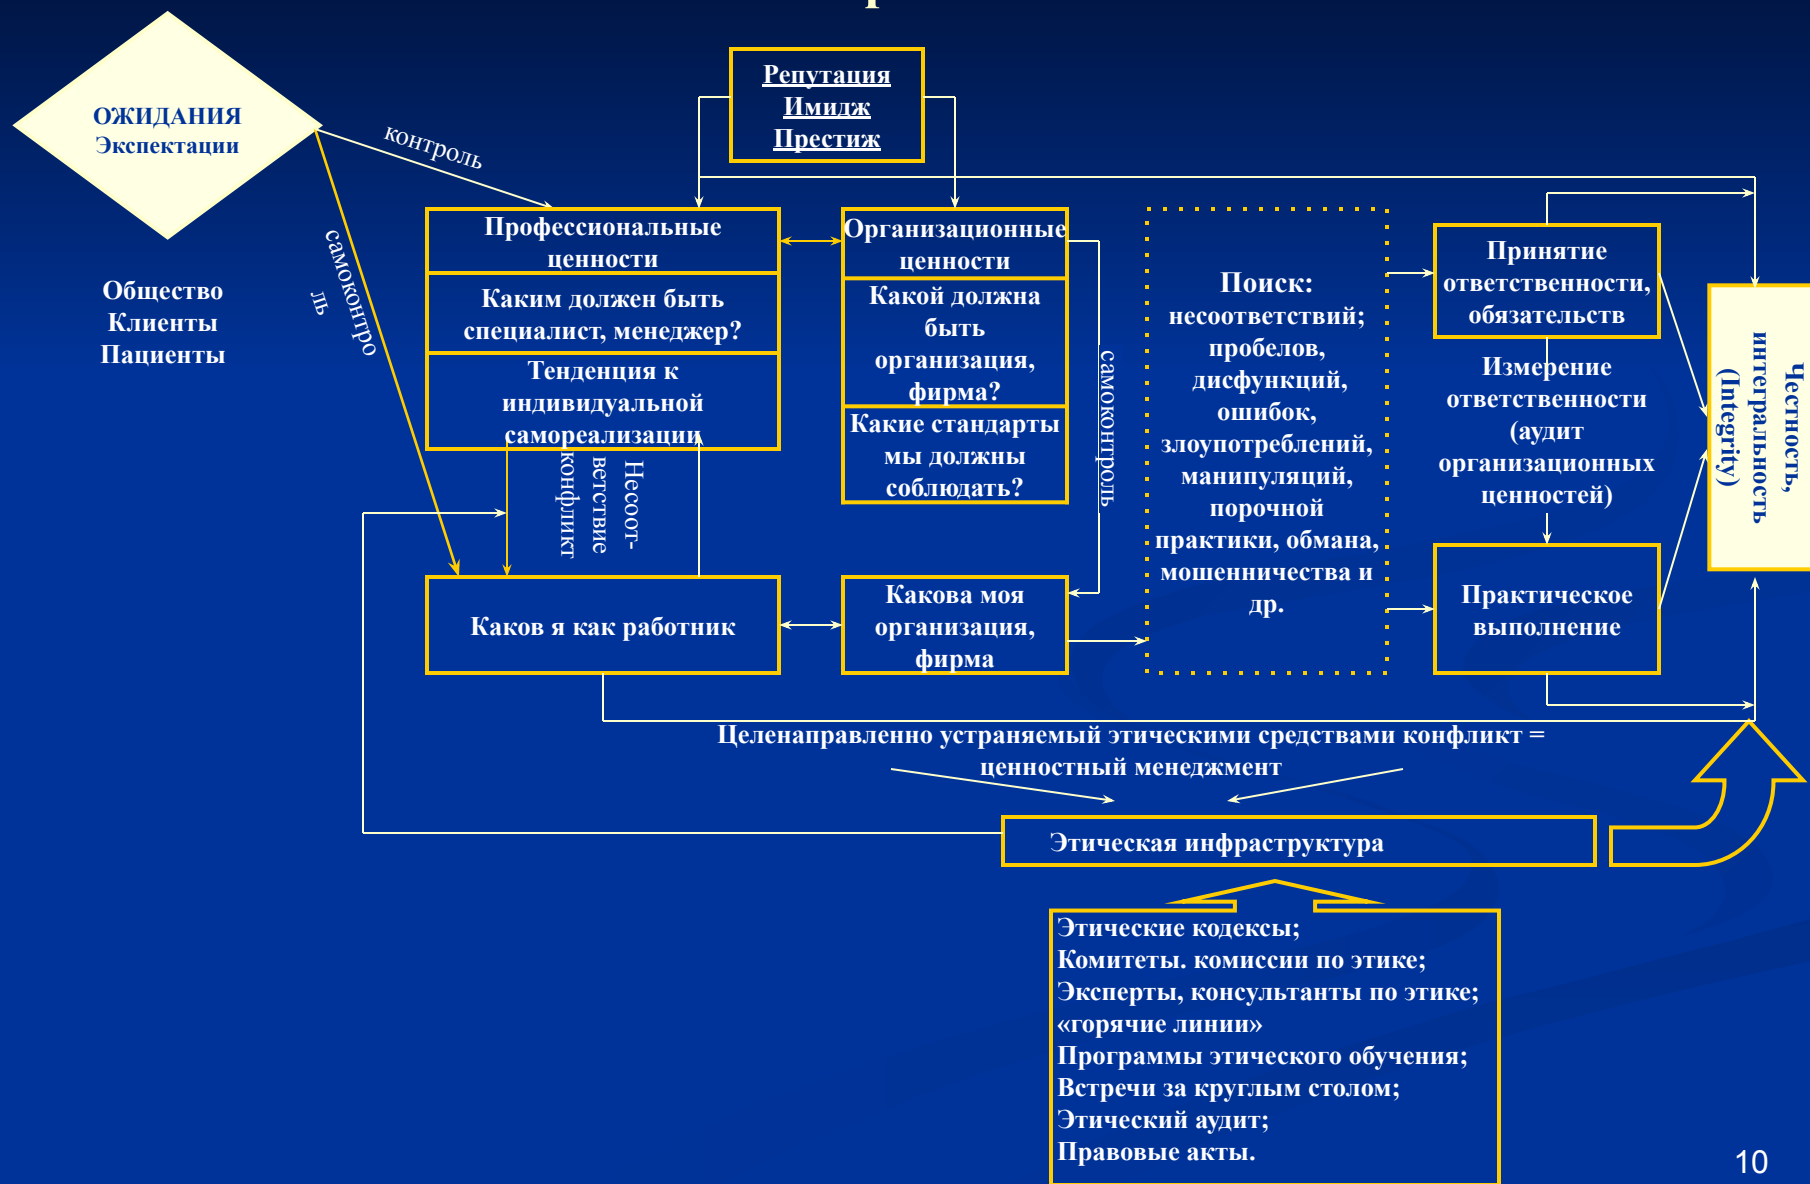 ОЖИДАНИЯ
Экспектации
Общество
Клиенты
Пациенты
контроль
самоконтро
ль
Репутация
Имидж
Престиж
Профессиональные
ценности
Каким должен быть
специалист, менеджер?
Тенденция к
индивидуальной
самореализации
Несоот-
ветствие
конфликт
Каков я как работник
Организационные
ценности
Какой должна
быть
организация,
фирма?
Какие стандарты
мы должны
соблюдать?
самоконтроль
Какова моя
организация,
фирма
Поиск:
несоответствий;
пробелов,
дисфункций,
ошибок,
злоупотреблений,
манипуляций,
порочной
практики, обмана,
мошенничества и
др.
Принятие
ответственности,
обязательств
Измерение
ответственности
(аудит
организационных
ценностей)
Практическое
выполнение
Честность,
интегральность
(Integrity)
Целенаправленно устраняемый этическими средствами конфликт =
ценностный менеджмент
Этическая инфраструктура
Этические кодексы;
Комитеты. комиссии по этике;
Эксперты, консультанты по этике;
«горячие линии»
Программы этического обучения;
Встречи за круглым столом;
Этический аудит;
Правовые акты.
10